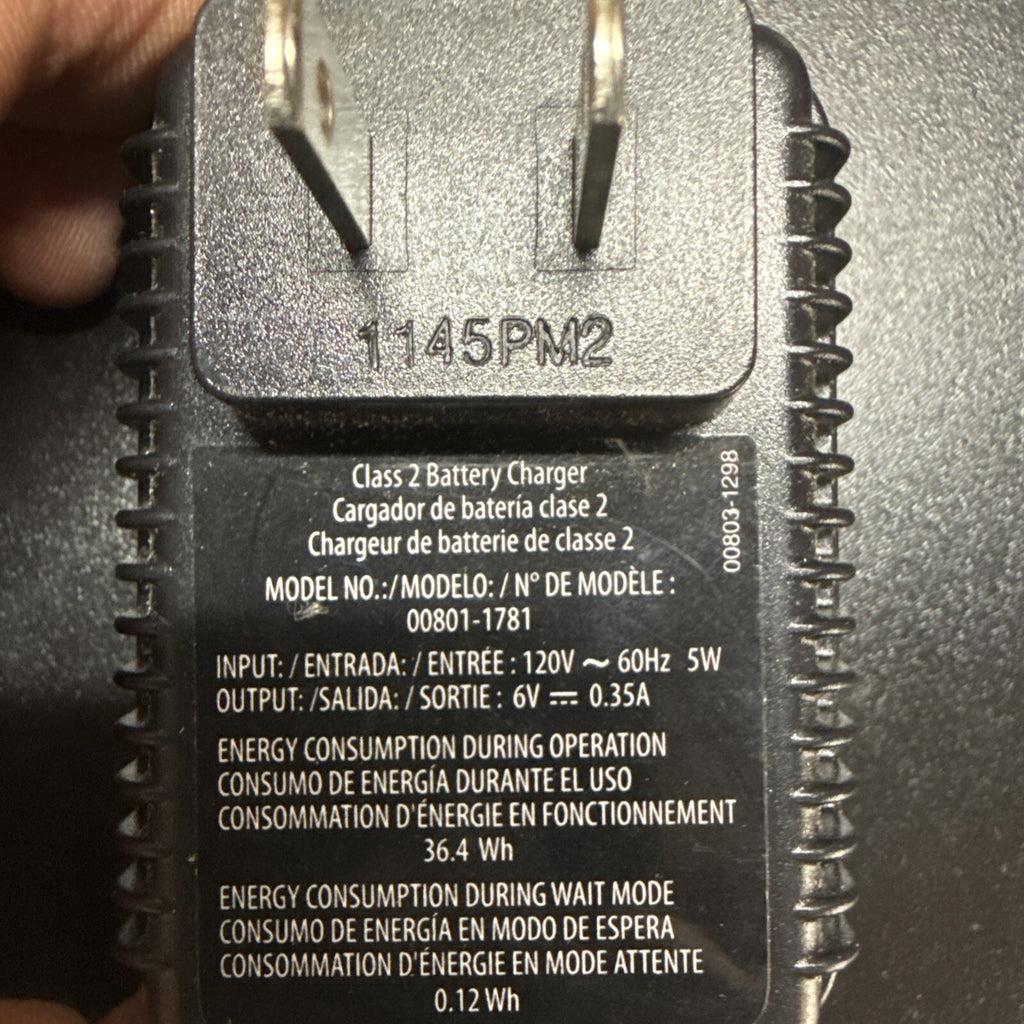 1145PM2
Class 2 Battery Charger
Cargador de batería clase 2
Chargeur de batterie de classe 2
00803-1298
MODEL NO.:/MODELO: / N° DE MODÈLE :
00801-1781
INPUT: / ENTRADA: / ENTRÉE : 120V ~ 60Hz 5W
OUTPUT: /SALIDA: / SORTIE : 6V ⎓ 0.35A
ENERGY CONSUMPTION DURING OPERATION
CONSUMO DE ENERGÍA DURANTE EL USO
CONSOMMATION D'ÉNERGIE EN FONCTIONNEMENT
36.4 Wh
ENERGY CONSUMPTION DURING WAIT MODE
CONSUMO DE ENERGÍA EN MODO DE ESPERA
CONSOMMATION D'ÉNERGIE EN MODE ATTENTE
0.12 Wh